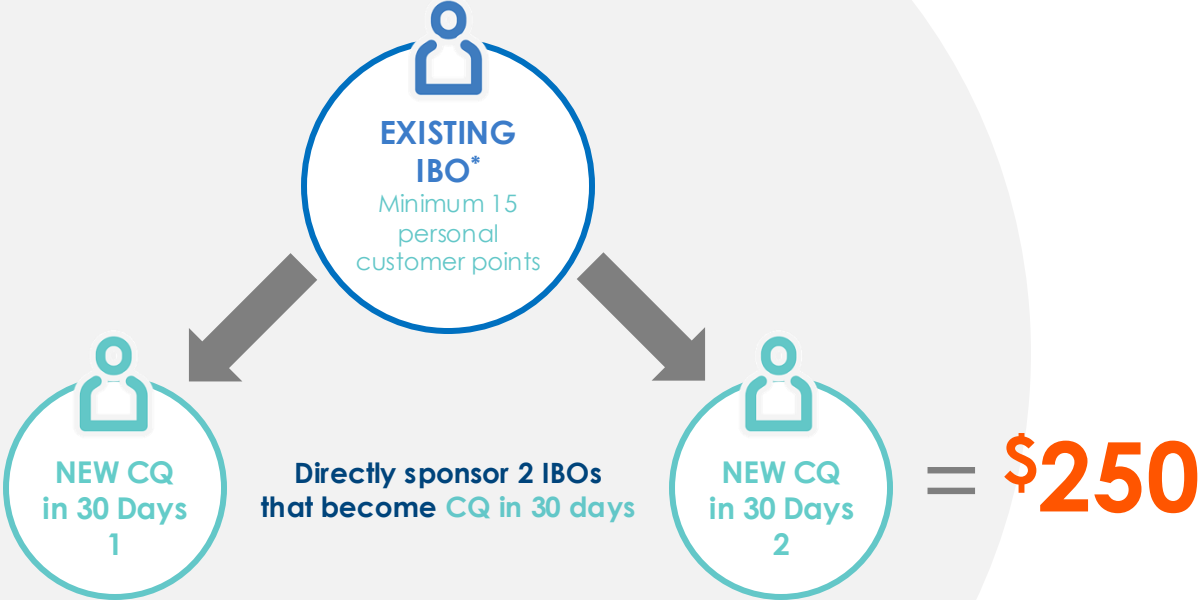 EXISTING
IBO*
Minimum 15
personal
customer points
NEW CQ
in 30 Days
1
Directly sponsor 2 IBOs
that become CQ in 30 days
NEW CQ
in 30 Days
2
= $250